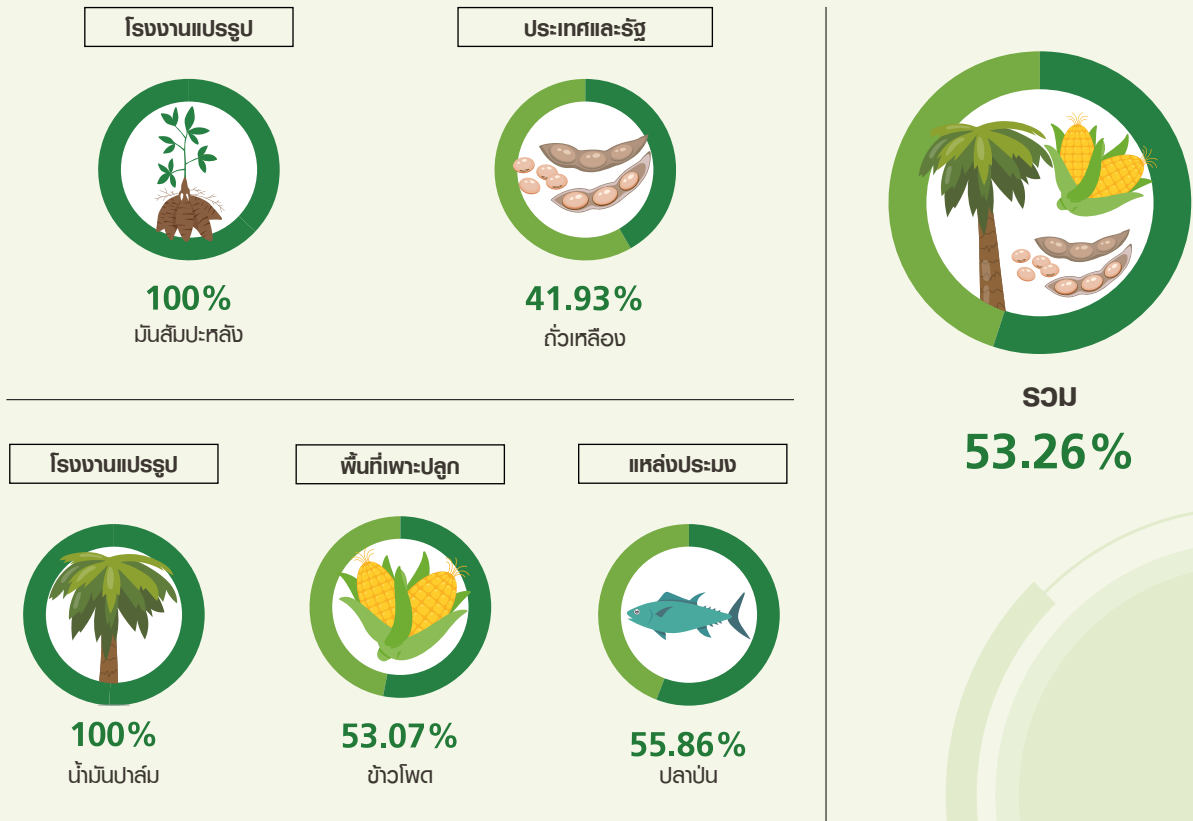 โรงงานแปรรูป
100%
มันสัมปะหลัง
ประเทศและรัฐ
41.93%
ถั่วเหลือง
โรงงานแปรรูป
100%
น้ำมันปาล์ม
พื้นที่เพาะปลูก
53.07%
ข้าวโพด
แหล่งประมง
55.86%
ปลาป่น
รวม
53.26%